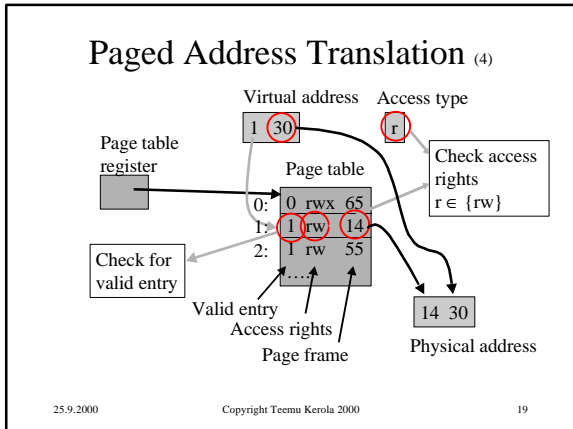 Paged Address Translation (4)
Virtual address
Access type
1 30
r
Page table
register
Page table
Check access
rights
r ∈ {rw}
0: 0 rwx 65
1: 1 rw 14
2: 1 rw 55
....
Check for
valid entry
Valid entry
Access rights
Page frame
14 30
Physical address
25.9.2000
Copyright Teemu Kerola 2000
19